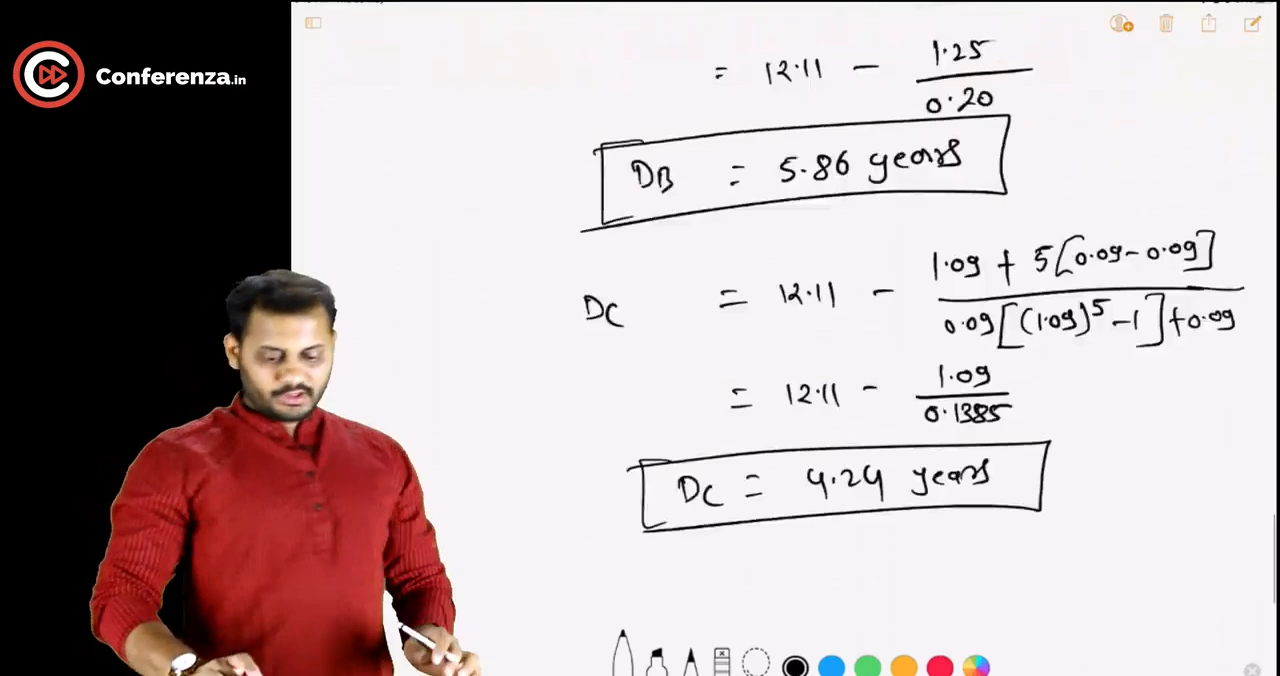 Conferenza.in
= 12.11 - 1.25 / 0.20
DB = 5.86 years
DC = 12.11 - 1.09 + 5[0.09-0.09] / 0.09[(1.09)^5 -1]+0.09
= 12.11 - 1.09 / 0.1385
DC = 4.24 years